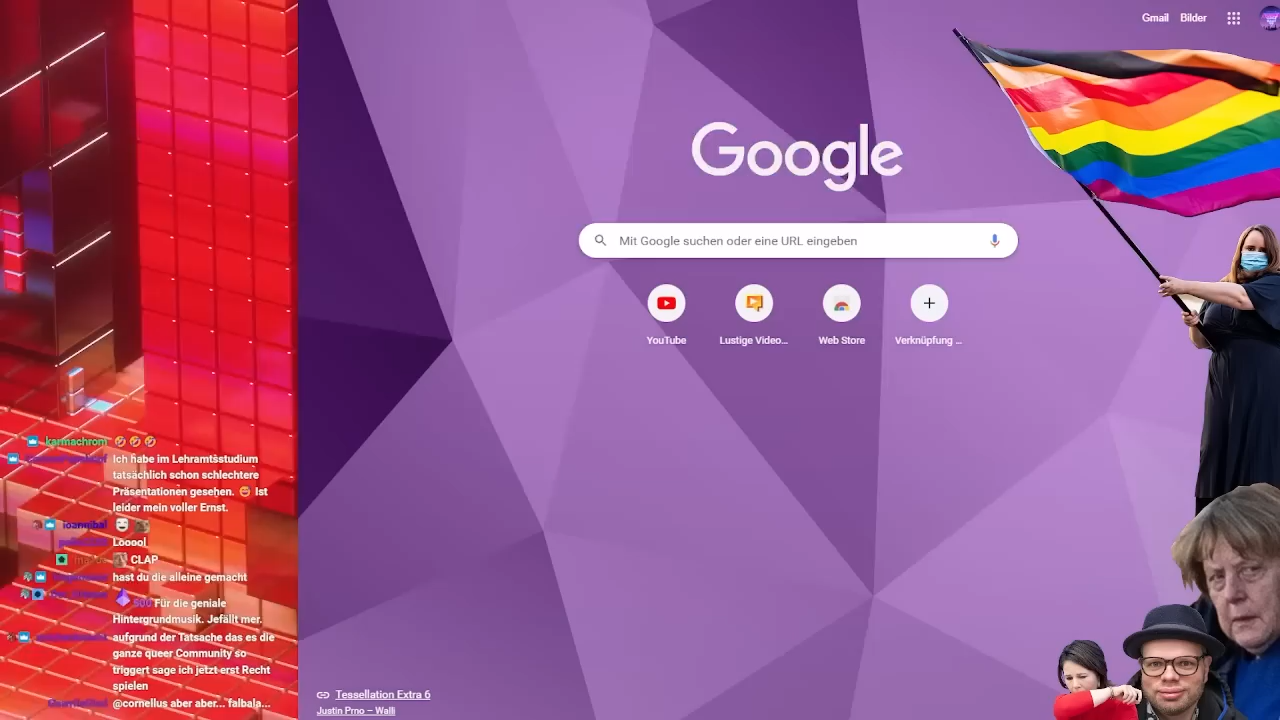 Gmail Bilder
Google
Mit Google suchen oder eine URL eingeben
YouTube Lustige Video... Web Store Verknüpfung ...
karmachrom
Ich habe im Lehramtsstudium
tatsächlich schon schlechtere
Präsentationen gesehen. 😅 Ist
leider mein voller Ernst.
ioannibal
Looool
CLAP
hast du die alleine gemacht
500 Für die geniale
Hintergrundmusik. Jefällt mer.
aufgrund der Tatsache das es die
ganze queer Community so
triggert sage ich jetzt erst Recht
spielen
@cornelius aber aber... falbala...
Tessellation Extra 6
Justin Pmo – Walli